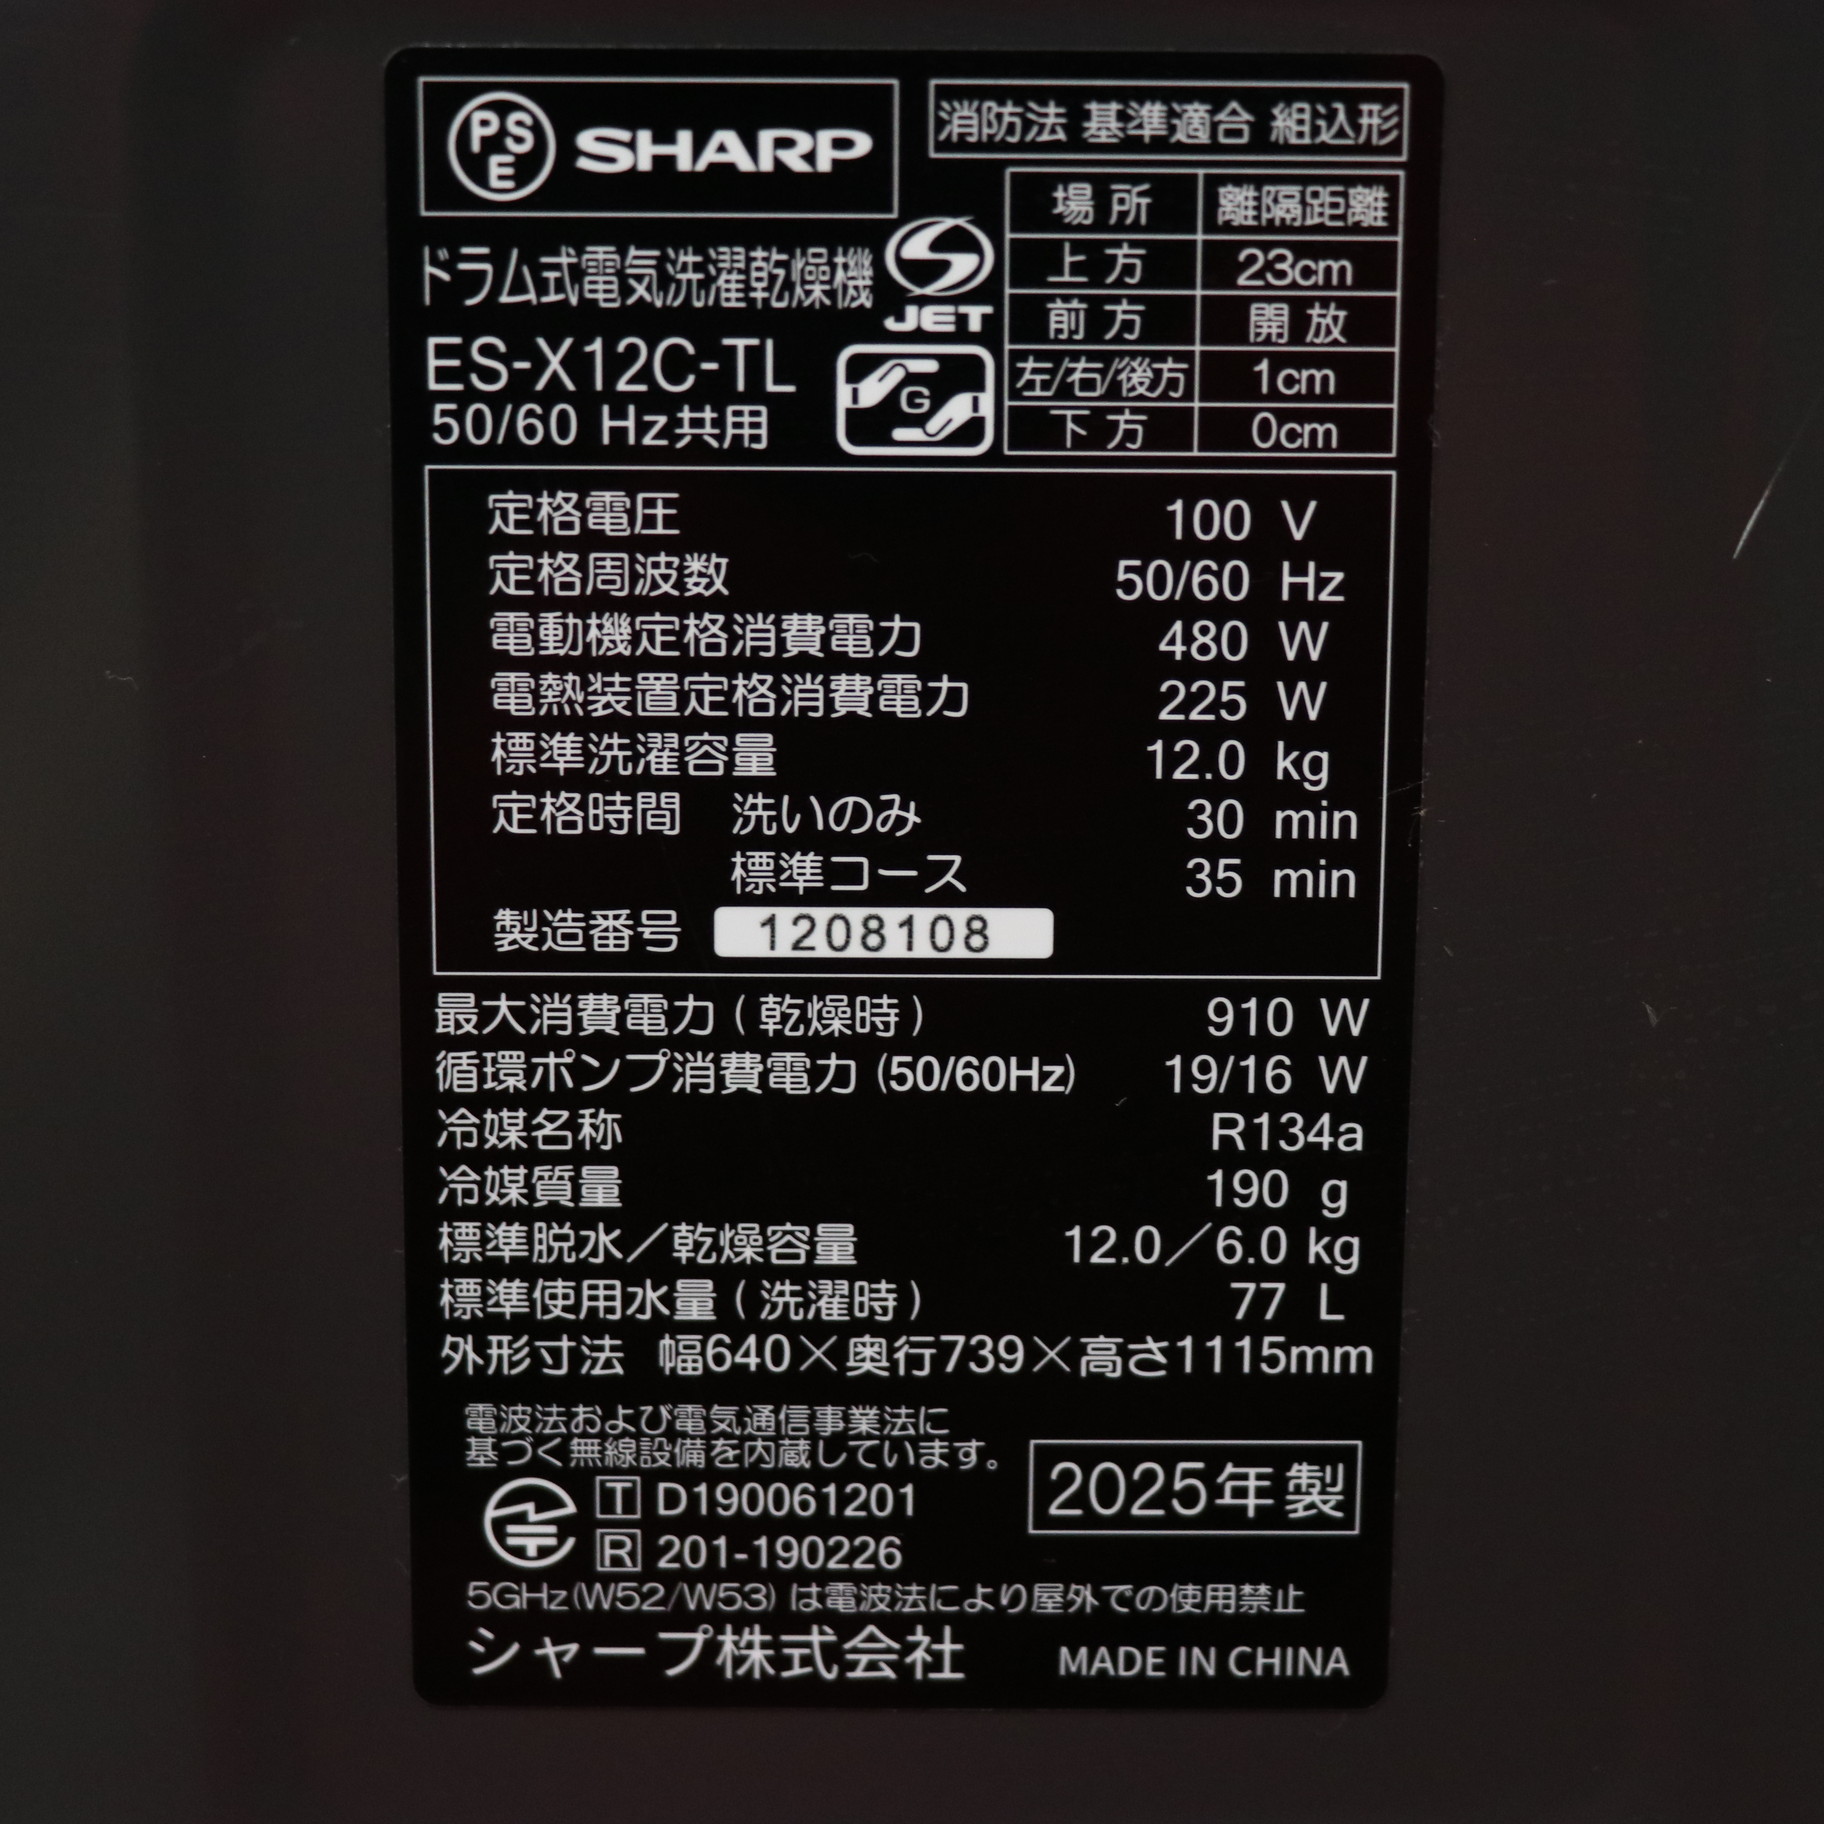 PSE SHARP
消防法 基準適合 組込形
ドラム式電気洗濯乾燥機
JET
ES-X12C-TL
50/60 Hz共用
G
場所 離隔距離
上方 23cm
前方 開放
左/右/後方 1cm
下方 0cm
定格電圧 100 V
定格周波数 50/60 Hz
電動機定格消費電力 480 W
電熱装置定格消費電力 225 W
標準洗濯容量 12.0 kg
定格時間 洗いのみ 30 min
標準コース 35 min
製造番号 1208108
最大消費電力(乾燥時) 910 W
循環ポンプ消費電力(50/60Hz) 19/16 W
冷媒名称 R134a
冷媒質量 190 g
標準脱水/乾燥容量 12.0/6.0 kg
標準使用水量(洗濯時) 77 L
外形寸法 幅640×奥行739×高さ1115mm
電波法および電気通信事業法に
基づく無線設備を内蔵しています。
T D190061201
R 201-190226
2025年製
5GHz(W52/W53)は電波法により屋外での使用禁止
シャープ株式会社 MADE IN CHINA